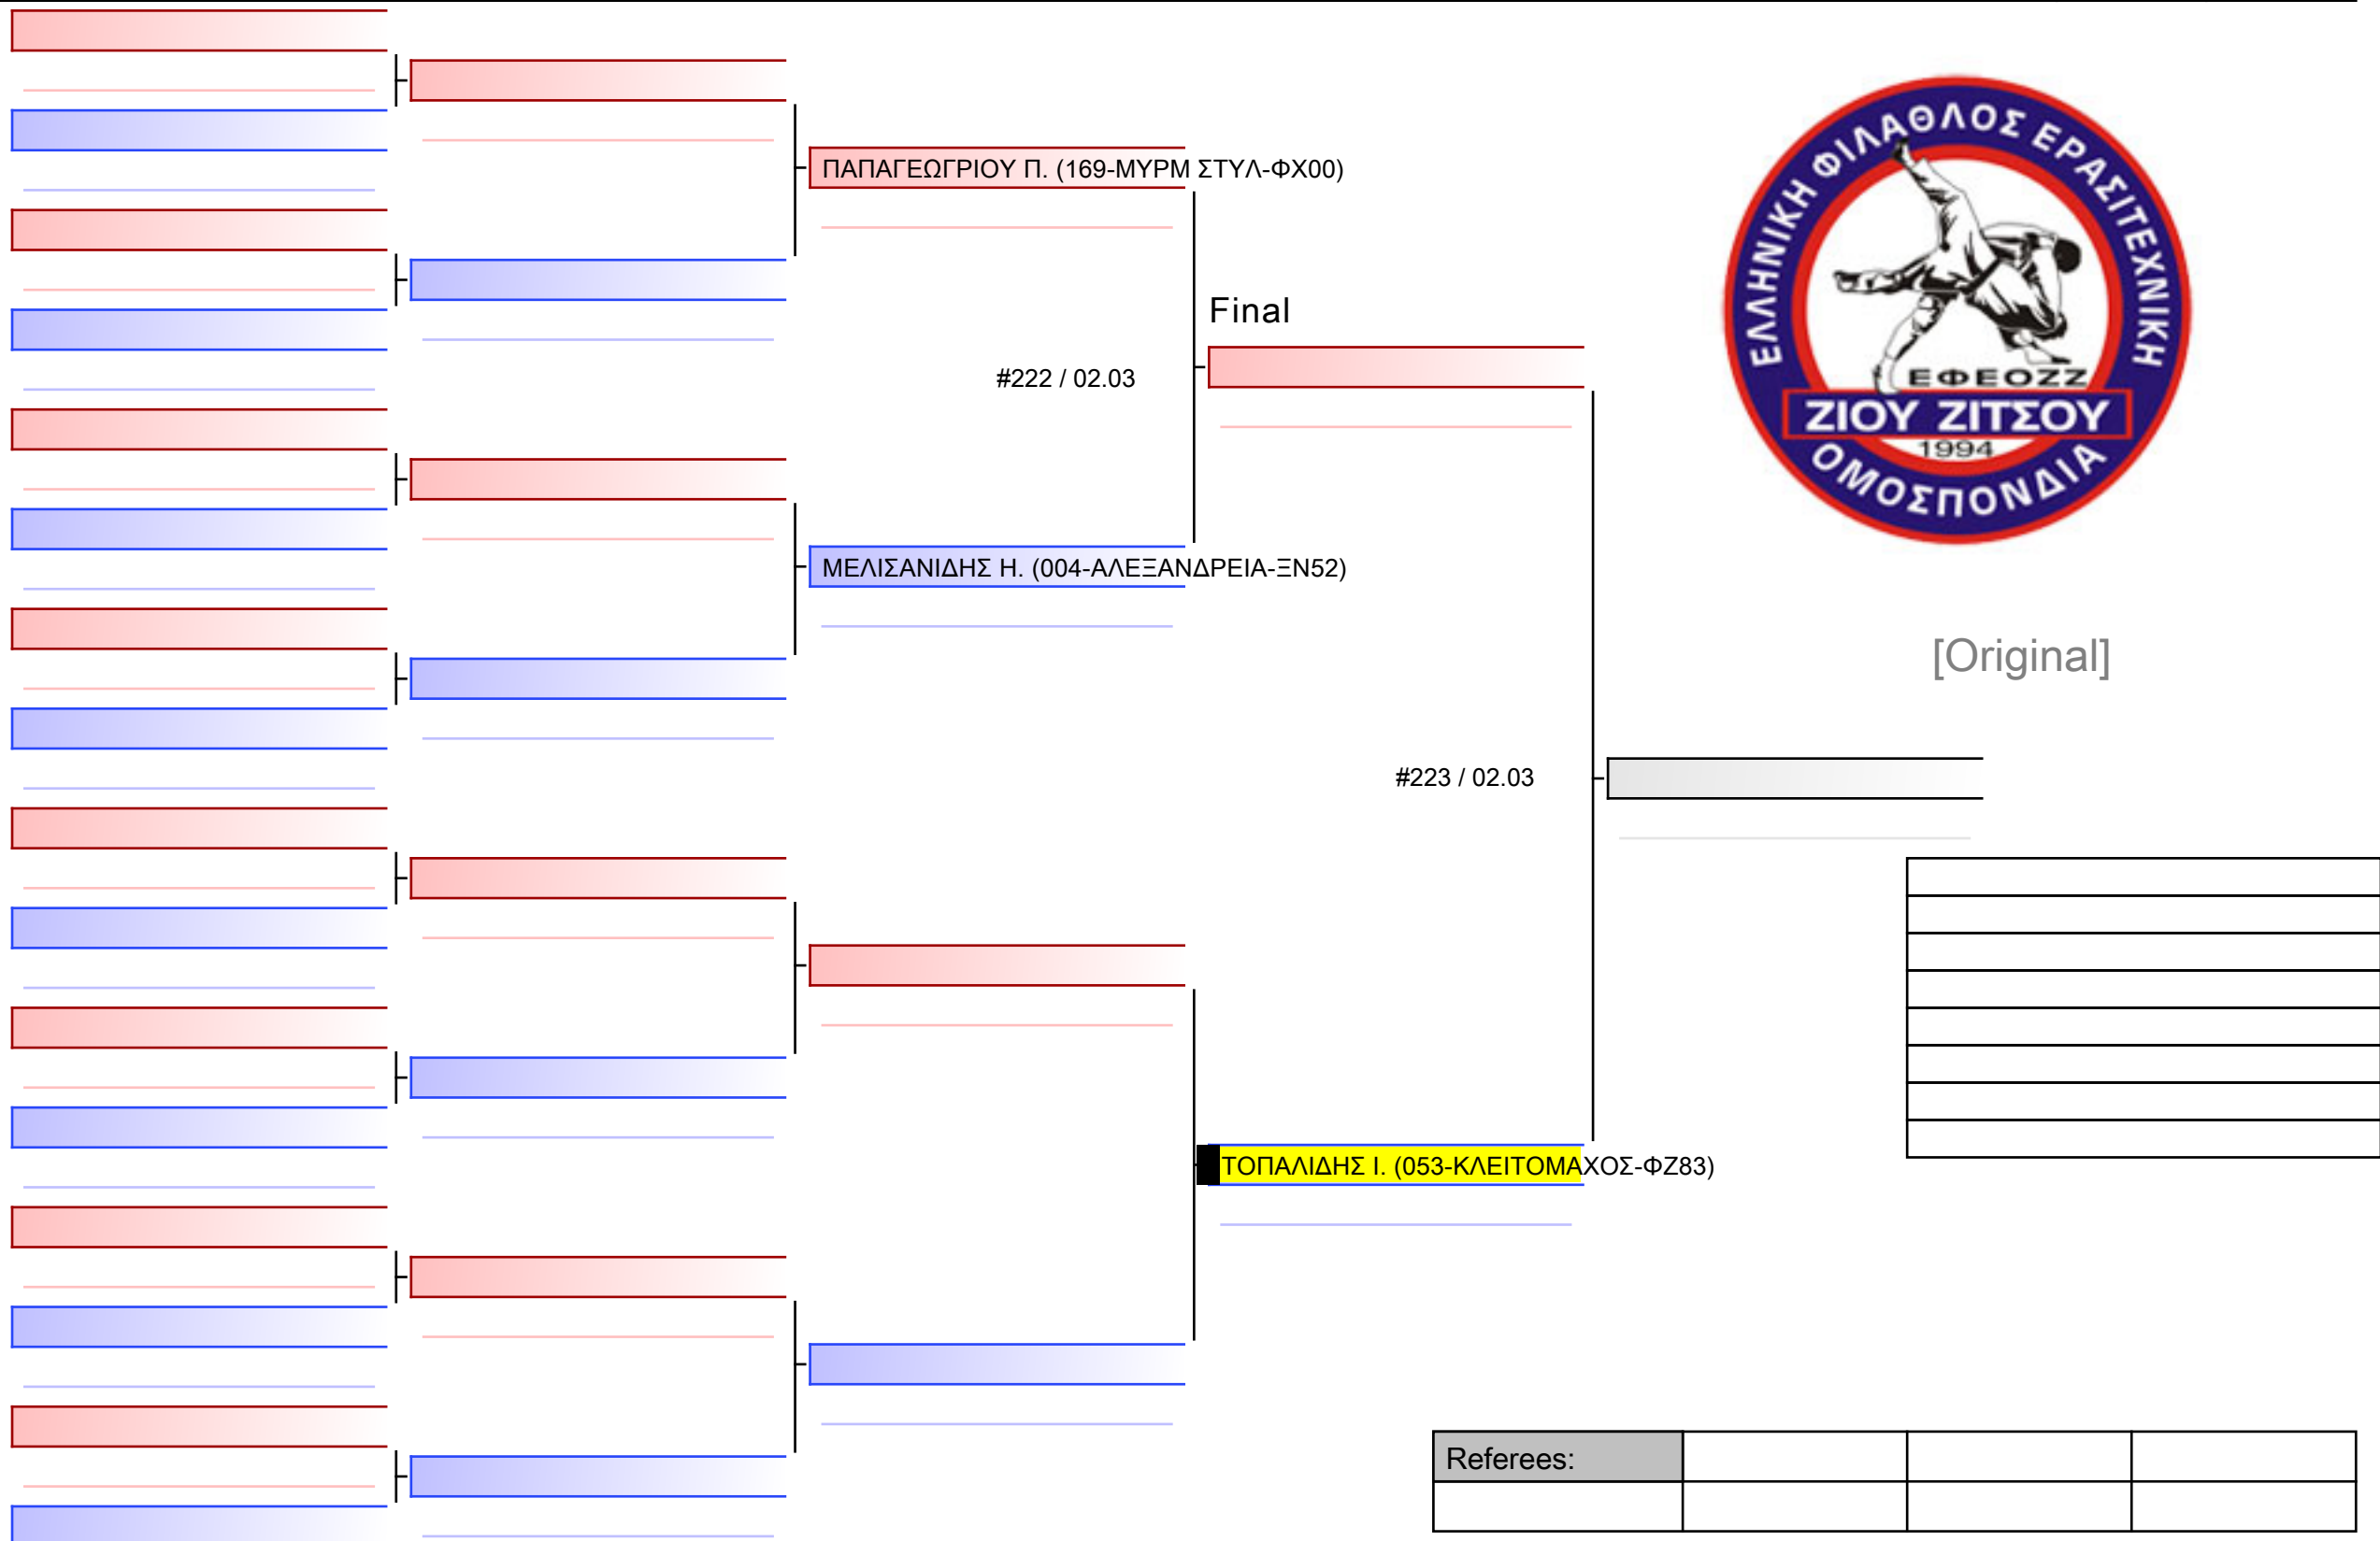 ΠΑΠΑΓΕΩΓΡΙΟΥ Π. (169-ΜΥΡΜ ΣΤΥΛ-ΦΧ00)
Final
#222 / 02.03
ΜΕΛΙΣΑΝΙΔΗΣ Η. (004-ΑΛΕΞΑΝΔΡΕΙΑ-ΞΝ52)
ΕΛΛΗΝΙΚΗ ΦΙΛΑΘΛΟΣ ΕΡΑΣΙΤΕΧΝΙΚΗ
ΕΦΕΟΖΖ
ΖΙΟΥ ΖΙΤΣΟΥ
1994
ΟΜΟΣΠΟΝΔΙΑ
[Original]
#223 / 02.03
ΤΟΠΑΛΙΔΗΣ Ι. (053-ΚΛΕΙΤΟΜΑΧΟΣ-ΦΖ83)
Referees: